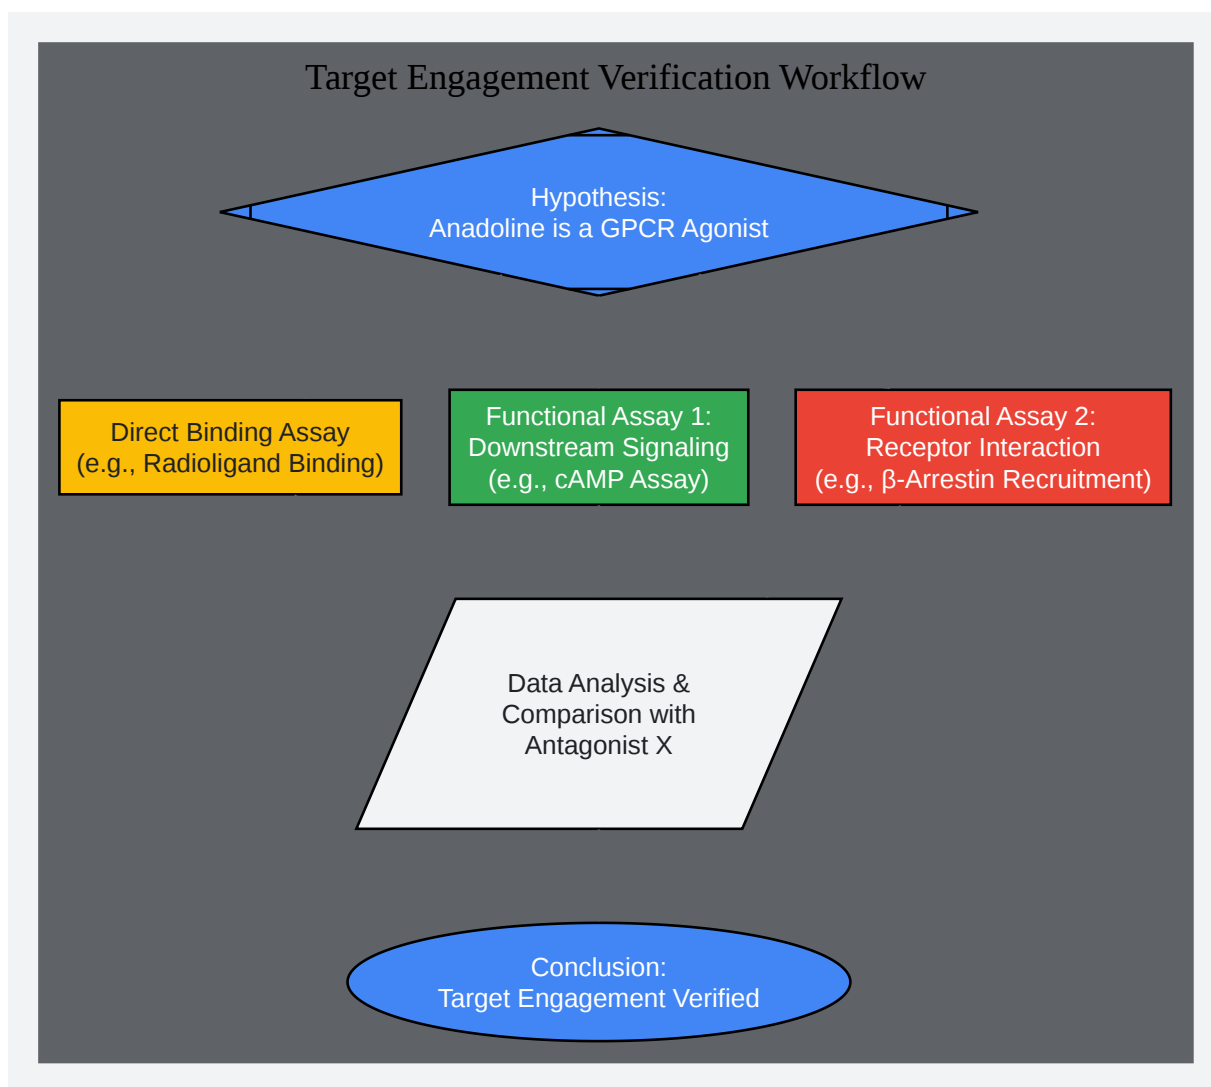 Target Engagement Verification Workflow
Hypothesis:
Anadoline is a GPCR Agonist
Direct Binding Assay
(e.g., Radioligand Binding)
Functional Assay 1:
Downstream Signaling
(e.g., cAMP Assay)
Functional Assay 2:
Receptor Interaction
(e.g., β-Arrestin Recruitment)
Data Analysis &
Comparison with
Antagonist X
Conclusion:
Target Engagement Verified